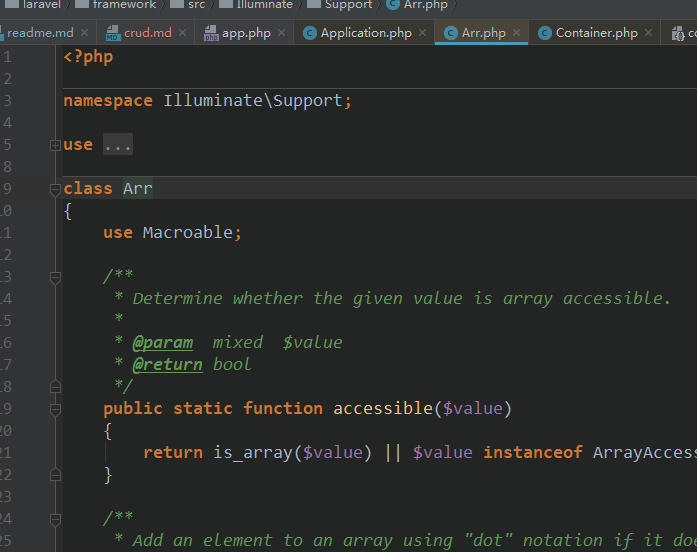 laravel framework src Illuminate Support Arr.php
readme.md crud.md app.php Application.php Arr.php Container.php
1 <?php
2
3 namespace Illuminate\Support;
4
5 use ...
8
9 class Arr
10 {
11 use Macroable;
12
13 /**
14 * Determine whether the given value is array accessible.
15 *
16 * @param mixed $value
17 * @return bool
18 */
19 public static function accessible($value)
20 {
21 return is_array($value) || $value instanceof ArrayAccess
22 }
23
24 /**
25 * Add an element to an array using "dot" notation if it doe